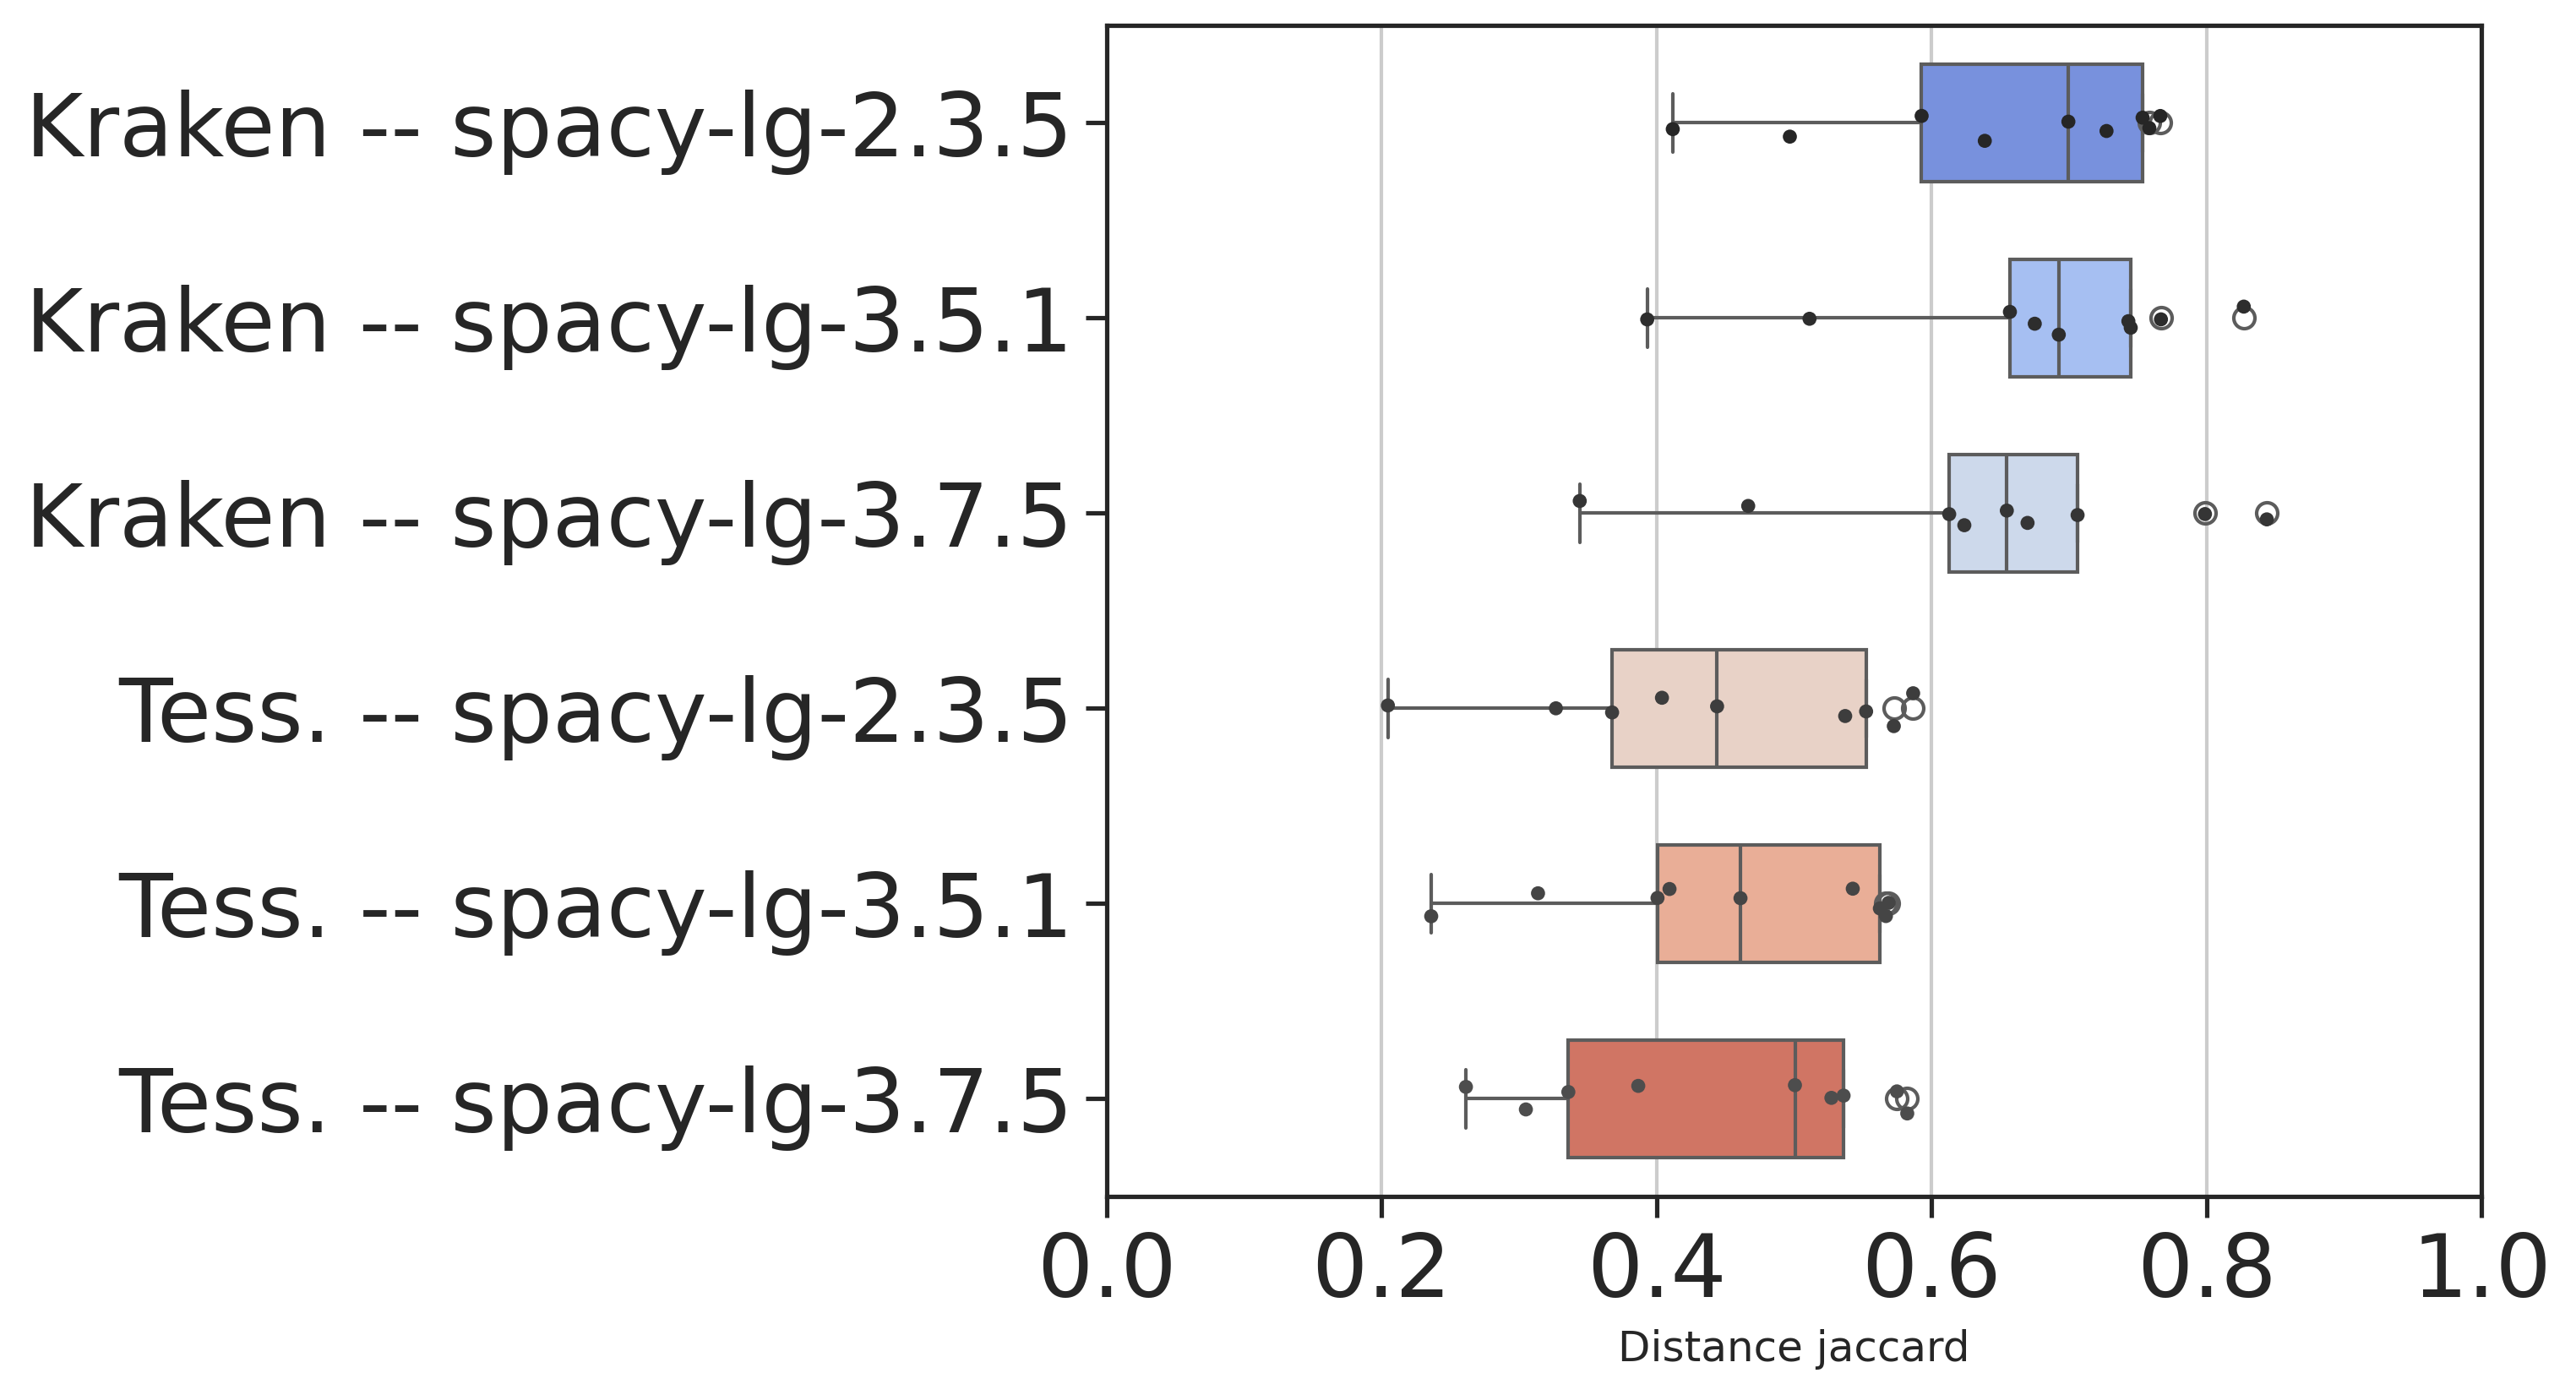 Kraken -- spacy-lg-2.3.5
Kraken -- spacy-lg-3.5.1
Kraken -- spacy-lg-3.7.5
Tess. -- spacy-lg-2.3.5
Tess. -- spacy-lg-3.5.1
Tess. -- spacy-lg-3.7.5
0.0 0.2 0.4 0.6 0.8 1.0
Distance jaccard